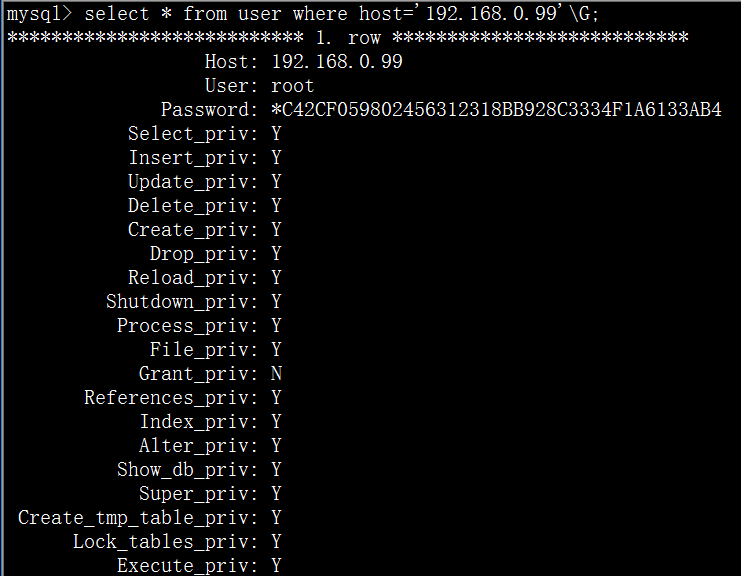 mysql> select * from user where host='192.168.0.99'\G;
*************************** 1. row ***************************
Host: 192.168.0.99
User: root
Password: *C42CF059802456312318BB928C3334F1A6133AB4
Select_priv: Y
Insert_priv: Y
Update_priv: Y
Delete_priv: Y
Create_priv: Y
Drop_priv: Y
Reload_priv: Y
Shutdown_priv: Y
Process_priv: Y
File_priv: Y
Grant_priv: N
References_priv: Y
Index_priv: Y
Alter_priv: Y
Show_db_priv: Y
Super_priv: Y
Create_tmp_table_priv: Y
Lock_tables_priv: Y
Execute_priv: Y